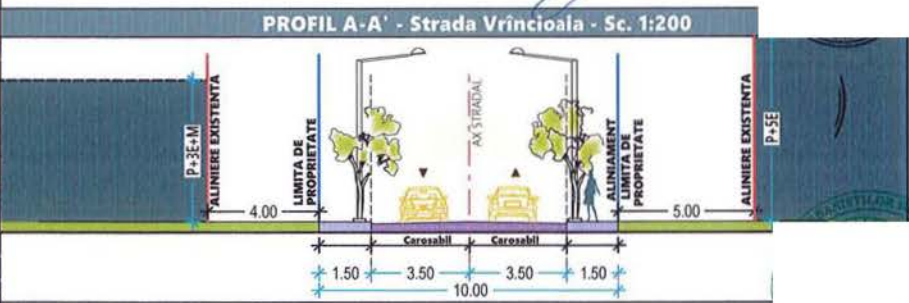 PROFIL A-A' - Strada Vrîncioaia - Sc. 1:200
P+3E+M
ALINIERE EXISTENTA
LIMITA DE
PROPRIETATE
AX STRADAL
ALINIAMENT
LIMITA DE
PROPRIETATE
ALINIERE EXISTENTA
P+5E
4.00
5.00
Carosabil
Carosabil
1.50
3.50
3.50
1.50
10.00